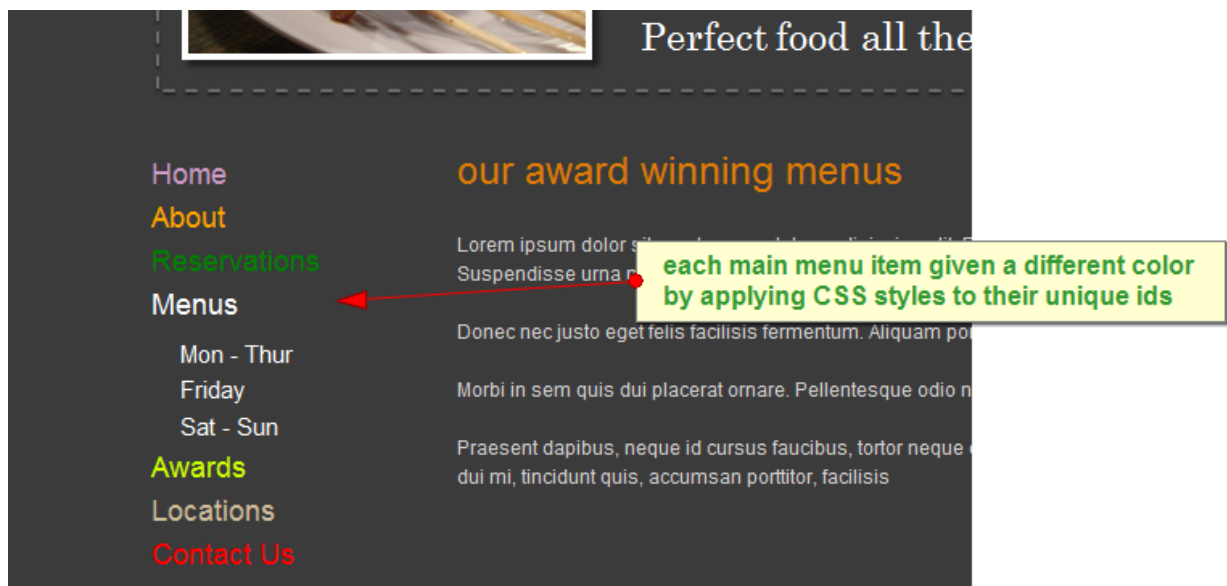 Perfect food all the
Home
About
Reservations
Menus
Mon - Thur
Friday
Sat - Sun
Awards
Locations
Contact Us
our award winning menus
Lorem ipsum dolor
Suspendisse urna
each main menu item given a different color
by applying CSS styles to their unique ids
Donec nec justo eget felis facilisis fermentum. Aliquam
Morbi in sem quis dui placerat ornare. Pellentesque odio
Praesent dapibus, neque id cursus faucibus, tortor neque
dui mi, tincidunt quis, accumsan porttitor, facilisis